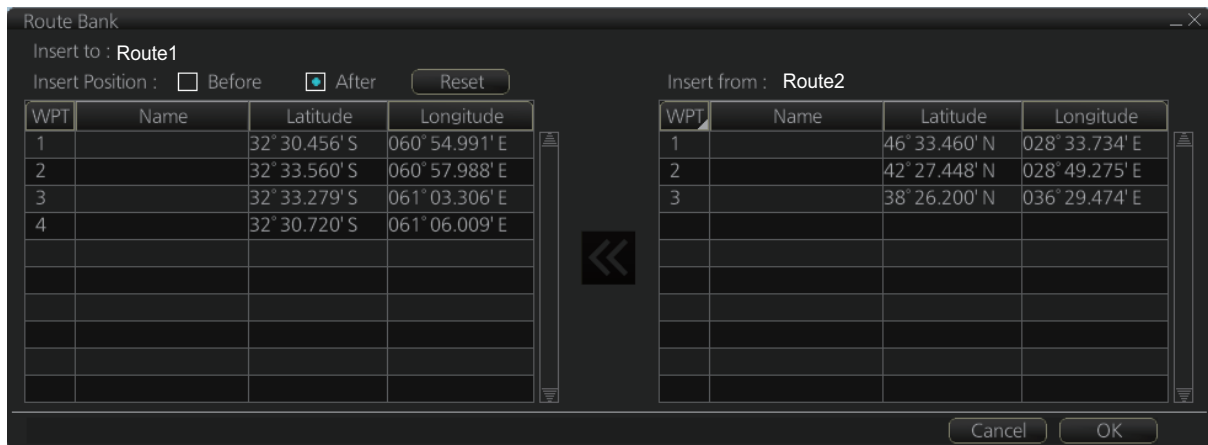 Route Bank
Insert to : Route1
Insert Position : Before After Reset Insert from : Route2
WPT Name Latitude Longitude WPT Name Latitude Longitude
1 32°30.456' S 060°54.991' E 1 46°33.460' N 028°33.734' E
2 32°33.560' S 060°57.988' E 2 42°27.448' N 028°49.275' E
3 32°33.279' S 061°03.306' E 3 38°26.200' N 036°29.474' E
4 32°30.720' S 061°06.009' E
Cancel OK